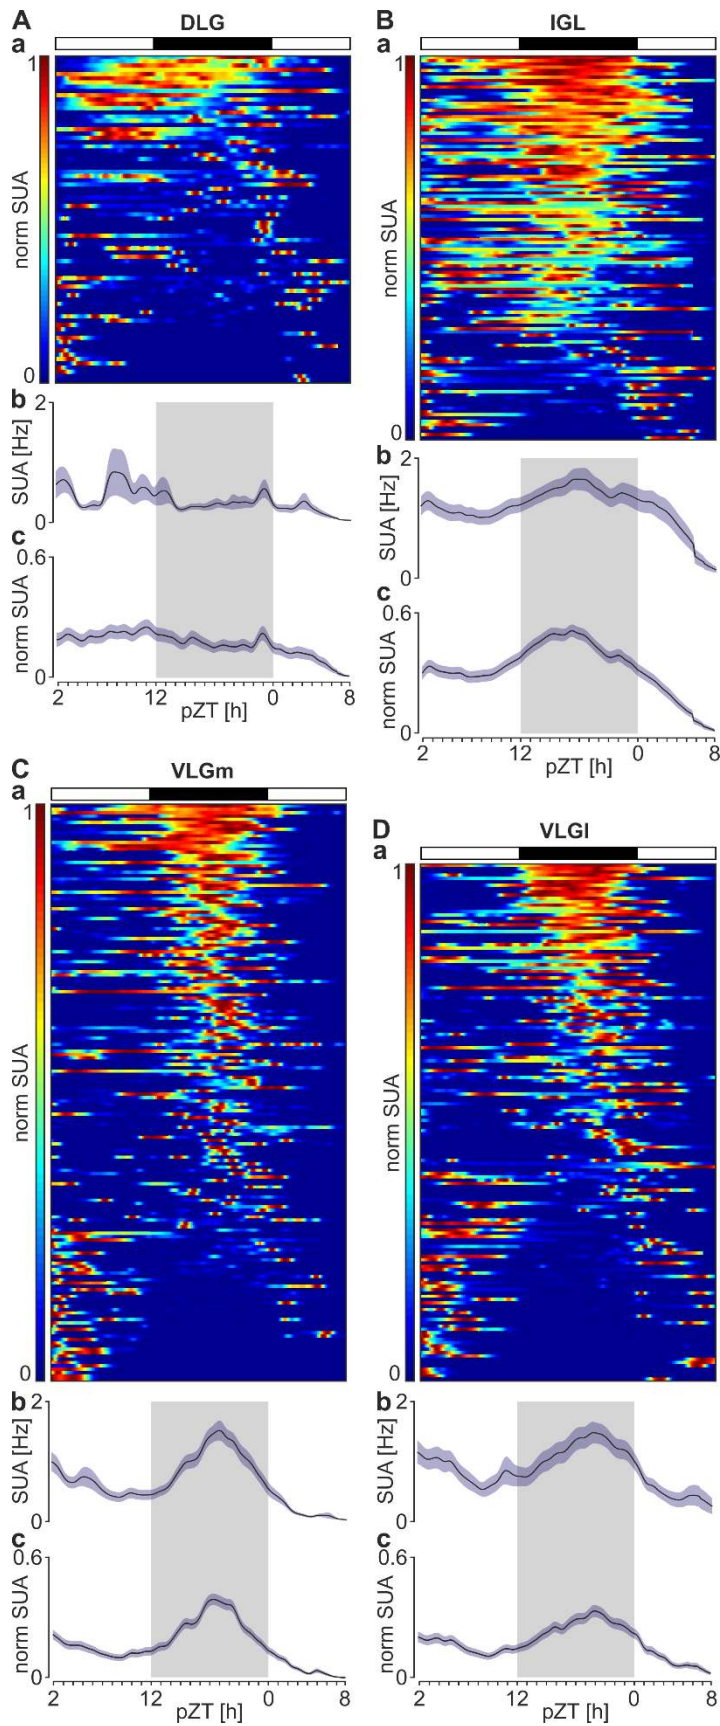 A
DLG
a
1
norm SUA
0
b
2
SUA [Hz]
0
c
0.6
norm SUA
0
2 12 0 8
pZT [h]
B
IGL
a
1
norm SUA
0
b
2
SUA [Hz]
0
c
0.6
norm SUA
0
2 12 0 8
pZT [h]
C
VLGm
a
1
norm SUA
0
b
2
SUA [Hz]
0
c
0.6
norm SUA
0
2 12 0 8
pZT [h]
D
VLGl
a
1
norm SUA
0
b
2
SUA [Hz]
0
c
0.6
norm SUA
0
2 12 0 8
pZT [h]